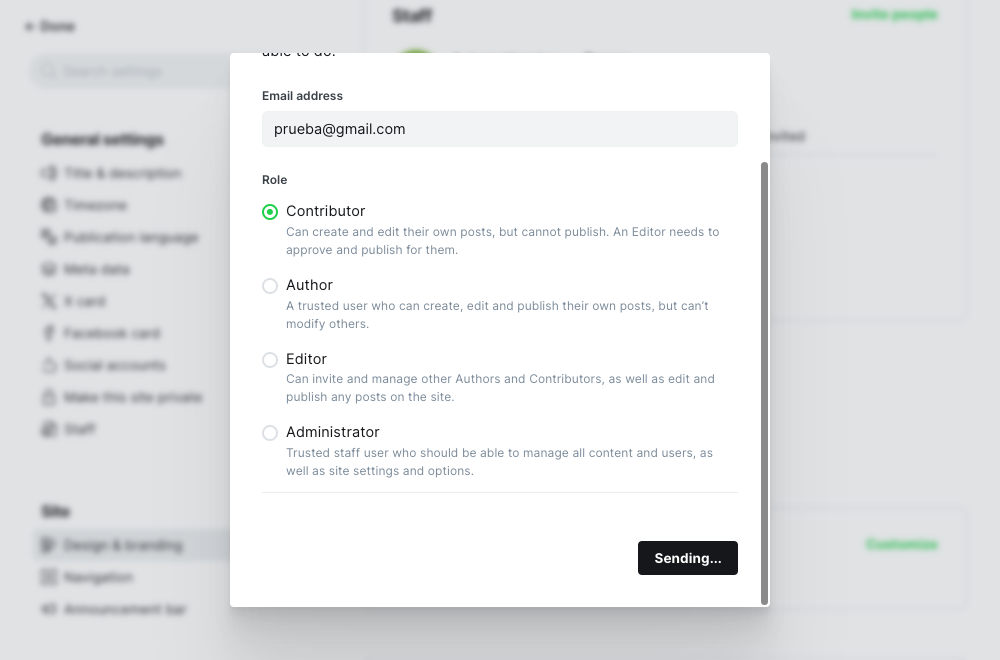 Done
Staff
Invite people
Search settings
able to do.
Email address
prueba@gmail.com
General settings
Title & description
Timezone
Publication language
Meta data
X card
Facebook card
Social accounts
Make this site private
Staff
Role
Contributor
Can create and edit their own posts, but cannot publish. An Editor needs to
approve and publish for them.
Author
A trusted user who can create, edit and publish their own posts, but can’t
modify others.
Editor
Can invite and manage other Authors and Contributors, as well as edit and
publish any posts on the site.
Administrator
Trusted staff user who should be able to manage all content and users, as
well as site settings and options.
Site
Design & branding
Customize
Navigation
Announcement bar
Sending...